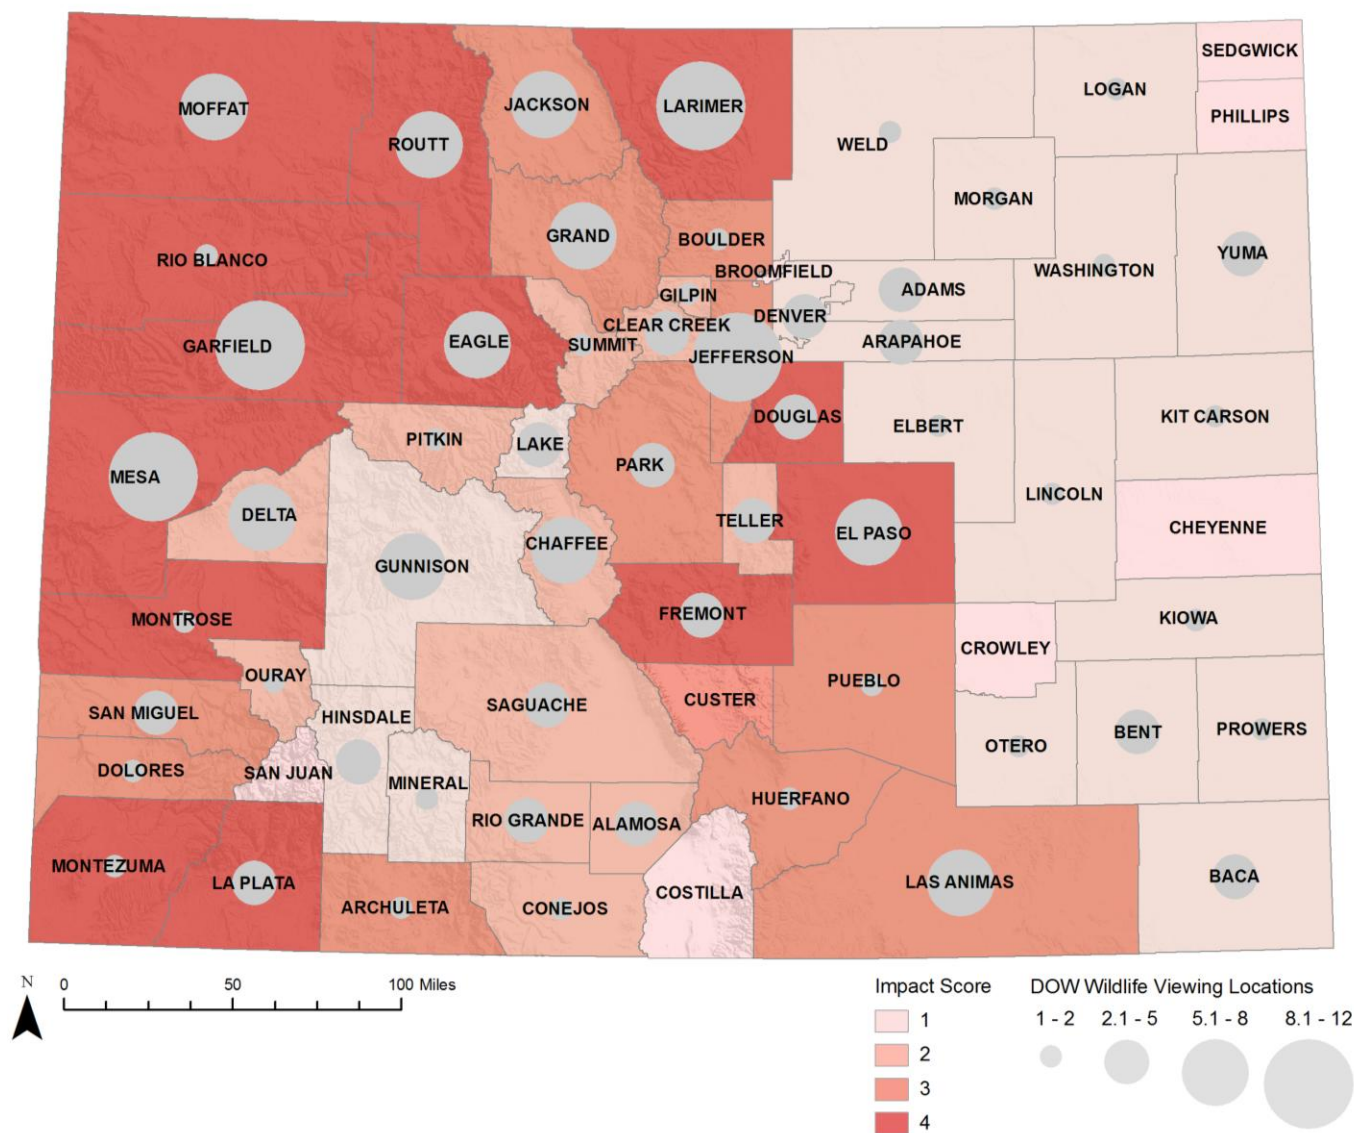 SEDGWICK
LOGAN
MOFFAT
JACKSON
LARIMER
PHILLIPS
ROUTT
WELD
MORGAN
GRAND
BOULDER
YUMA
RIO BLANCO
BROOMFIELD
WASHINGTON
GILPIN
ADAMS
DENVER
CLEAR CREEK
GARFIELD
EAGLE
SUMMIT
JEFFERSON
ARAPAHOE
DOUGLAS
KIT CARSON
ELBERT
PITKIN
LAKE
PARK
MESA
LINCOLN
DELTA
TELLER
CHEYENNE
EL PASO
CHAFFEE
GUNNISON
MONTROSE
FREMONT
KIOWA
CROWLEY
OURAY
PUEBLO
CUSTER
SAGUACHE
SAN MIGUEL
HINSDALE
PROWERS
BENT
OTERO
DOLORES
SAN JUAN
MINERAL
HUERFANO
RIO GRANDE
ALAMOSA
MONTEZUMA
LA PLATA
BACA
LAS ANIMAS
COSTILLA
ARCHULETA
CONEJOS
N
0 50 100 Miles
Impact Score
1
2
3
4
DOW Wildlife Viewing Locations
1 - 2 2.1 - 5 5.1 - 8 8.1 - 12